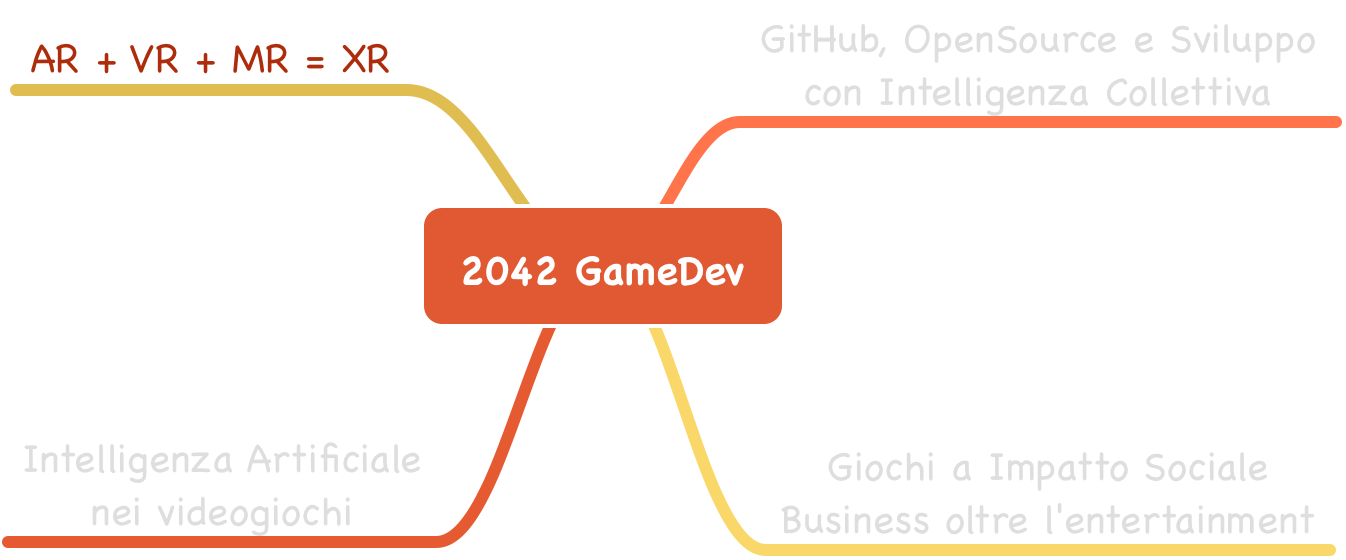 AR + VR + MR = XR
GitHub, OpenSource e Sviluppo
con Intelligenza Collettiva
2042 GameDev
Intelligenza Artificiale
nei videogiochi
Giochi a Impatto Sociale
Business oltre l'entertainment